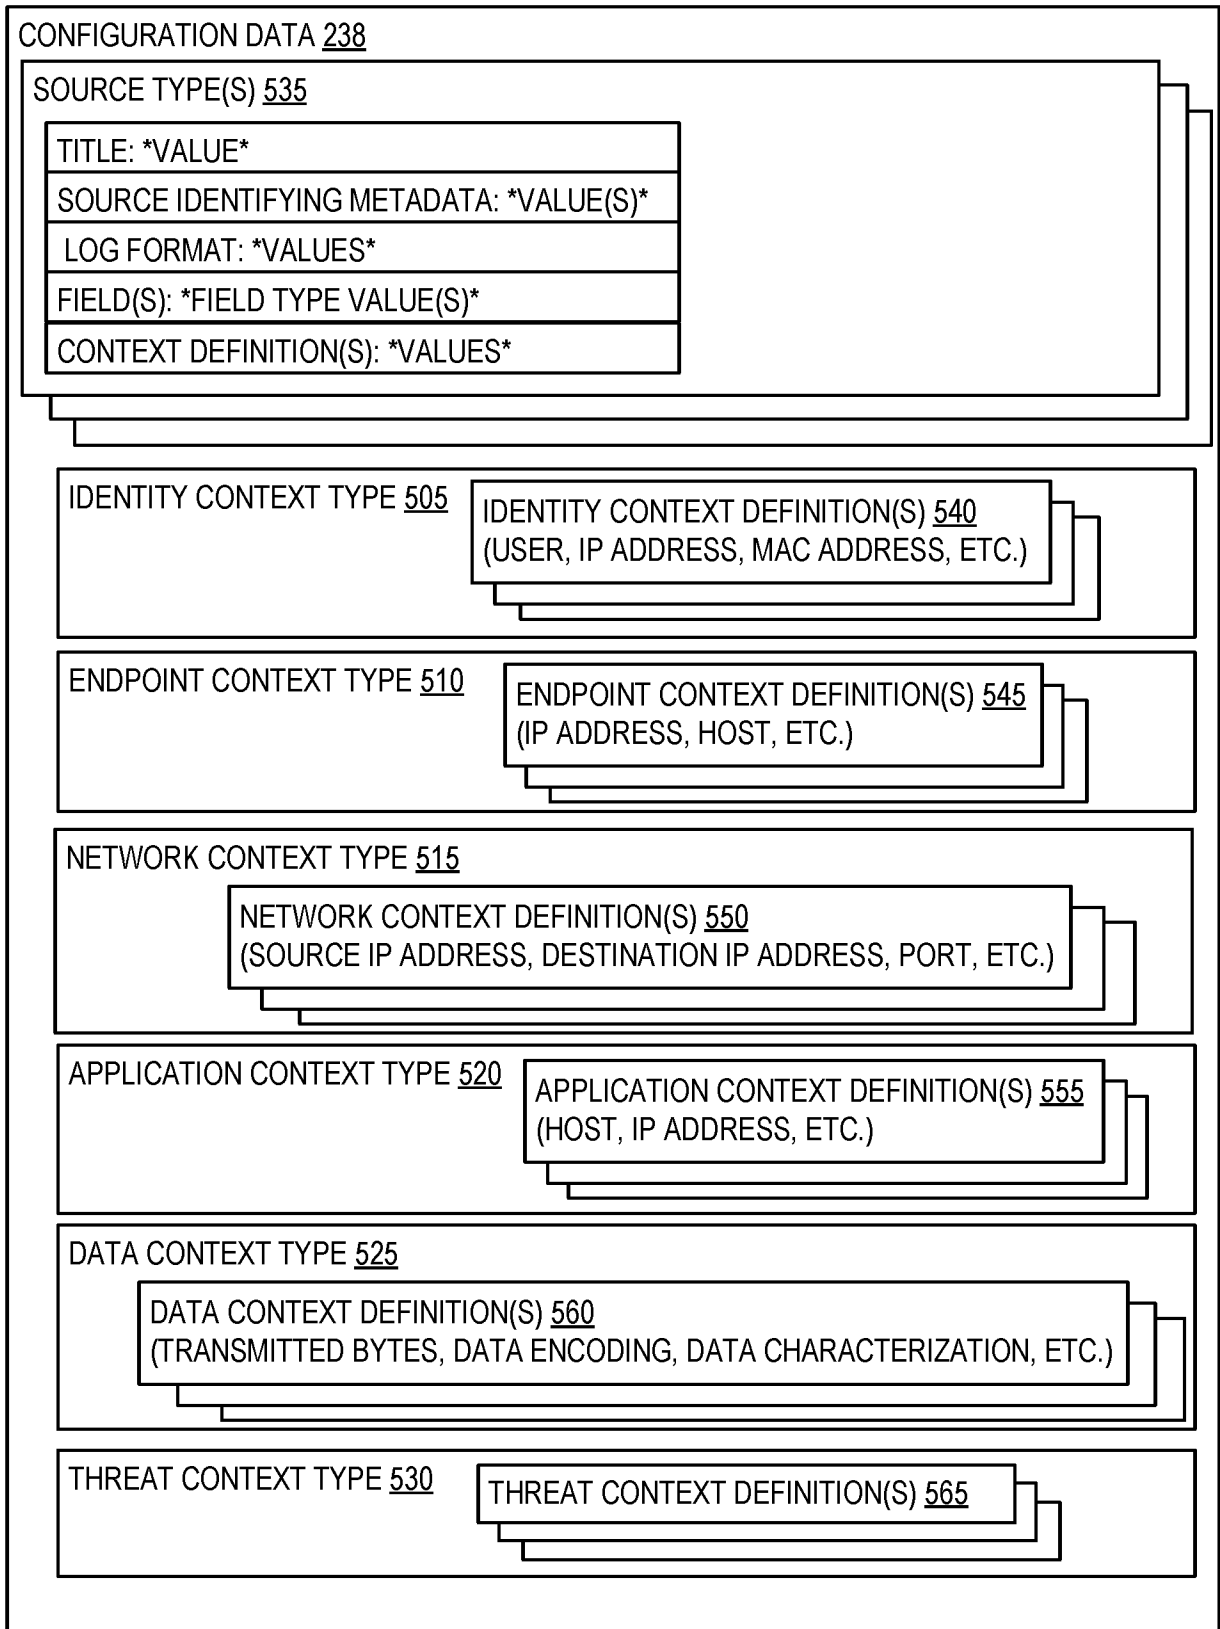 CONFIGURATION DATA 238
SOURCE TYPE(S) 535
TITLE: *VALUE*
SOURCE IDENTIFYING METADATA: *VALUE(S)*
LOG FORMAT: *VALUES*
FIELD(S): *FIELD TYPE VALUE(S)*
CONTEXT DEFINITION(S): *VALUES*
IDENTITY CONTEXT TYPE 505
IDENTITY CONTEXT DEFINITION(S) 540
(USER, IP ADDRESS, MAC ADDRESS, ETC.)
ENDPOINT CONTEXT TYPE 510
ENDPOINT CONTEXT DEFINITION(S) 545
(IP ADDRESS, HOST, ETC.)
NETWORK CONTEXT TYPE 515
NETWORK CONTEXT DEFINITION(S) 550
(SOURCE IP ADDRESS, DESTINATION IP ADDRESS, PORT, ETC.)
APPLICATION CONTEXT TYPE 520
APPLICATION CONTEXT DEFINITION(S) 555
(HOST, IP ADDRESS, ETC.)
DATA CONTEXT TYPE 525
DATA CONTEXT DEFINITION(S) 560
(TRANSMITTED BYTES, DATA ENCODING, DATA CHARACTERIZATION, ETC.)
THREAT CONTEXT TYPE 530
THREAT CONTEXT DEFINITION(S) 565